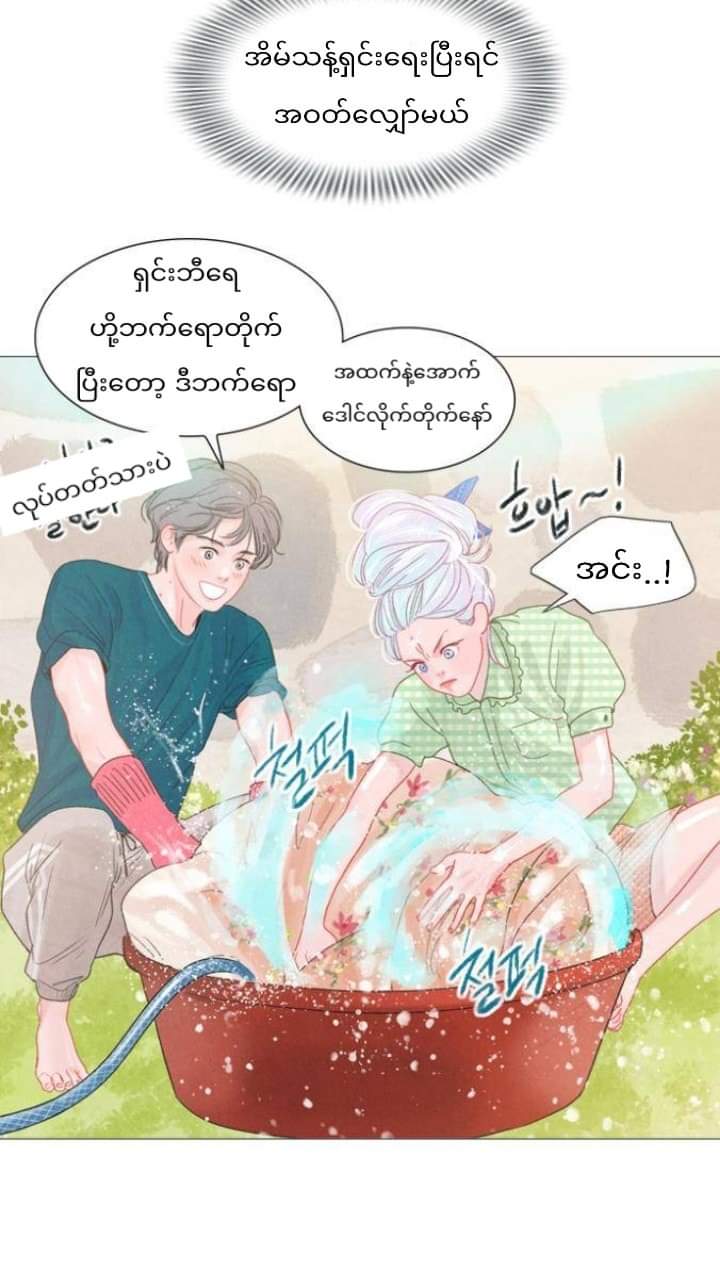 အိမ်သန့်ရှင်းရေးပြီးရင်
အဝတ်လျှော်မယ်
ရှင်းဘီရေ
ဟို့ဘက်ရောတိုက်
ပြီးတော့ ဒီဘက်ရော
အထက်နဲ့အောက်
ဒေါင်လိုက်တိုက်နော်
လုပ်တတ်သားပဲ
흐압~!
အင်း..!
철퍽
철퍽